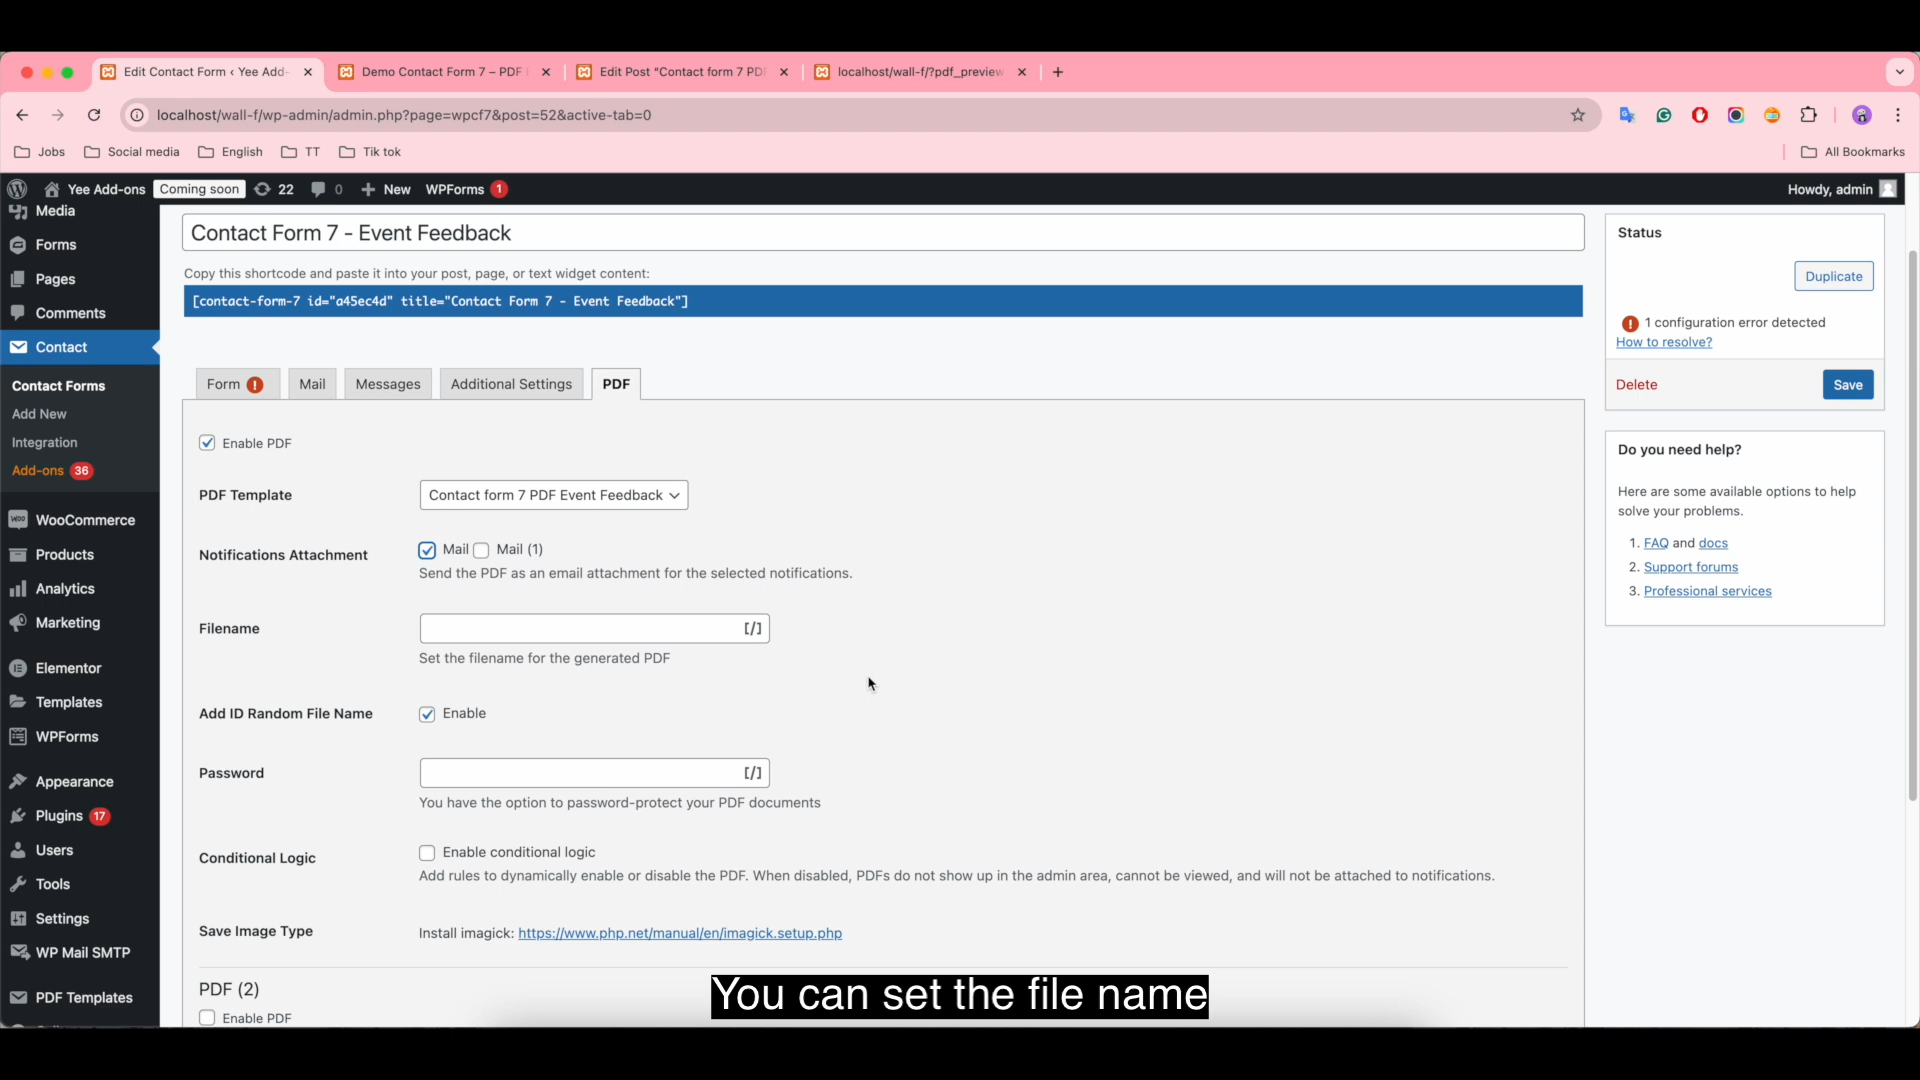 Edit Contact Form ‹ Yee Add-
Demo Contact Form 7 – PDF
Edit Post "Contact form 7 PDF
localhost/wall-f/?pdf_preview
localhost/wall-f/wp-admin/admin.php?page=wpcf7&post=52&active-tab=0
Jobs
Social media
English
TT
Tik tok
All Bookmarks
Yee Add-ons
Coming soon
22
0
New
WPForms 1
Howdy, admin
Media
Forms
Pages
Comments
Contact
Contact Forms
Add New
Integration
Add-ons 36
WooCommerce
Products
Analytics
Marketing
Elementor
Templates
WPForms
Appearance
Plugins 17
Users
Tools
Settings
WP Mail SMTP
PDF Templates
Contact Form 7 - Event Feedback
Copy this shortcode and paste it into your post, page, or text widget content:
[contact-form-7 id="a45ec4d" title="Contact Form 7 - Event Feedback"]
Form !
Mail
Messages
Additional Settings
PDF
Enable PDF
PDF Template
Contact form 7 PDF Event Feedback
Notifications Attachment
Mail
Mail (1)
Send the PDF as an email attachment for the selected notifications.
Filename
[/]
Set the filename for the generated PDF
Add ID Random File Name
Enable
Password
[/]
You have the option to password-protect your PDF documents
Conditional Logic
Enable conditional logic
Add rules to dynamically enable or disable the PDF. When disabled, PDFs do not show up in the admin area, cannot be viewed, and will not be attached to notifications.
Save Image Type
Install imagick: https://www.php.net/manual/en/imagick.setup.php
PDF (2)
Enable PDF
Status
Duplicate
! 1 configuration error detected
How to resolve?
Delete
Save
Do you need help?
Here are some available options to help
solve your problems.
1. FAQ and docs
2. Support forums
3. Professional services
You can set the file name